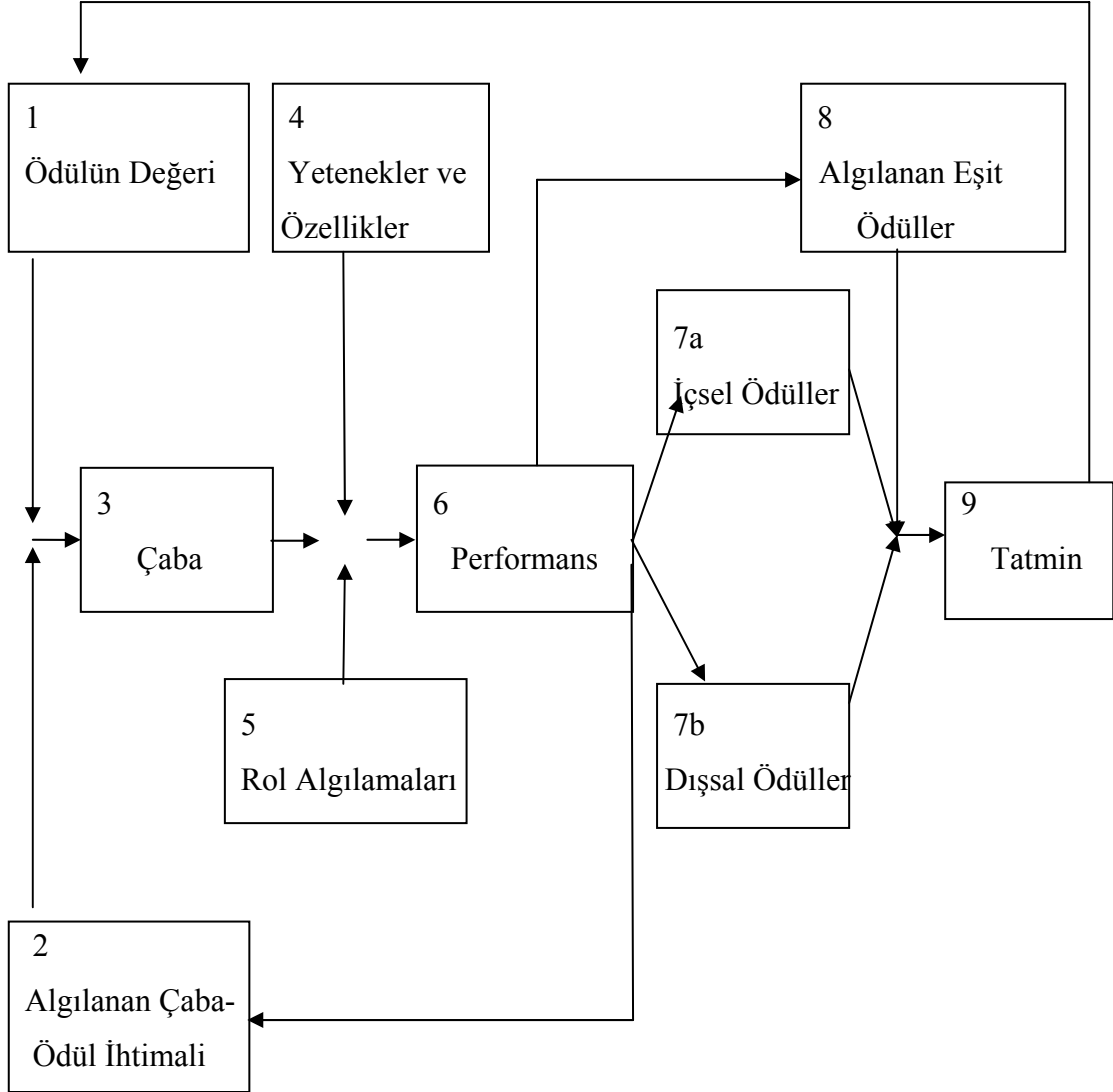 1
Ödülün Değeri
4
Yetenekler ve
Özellikler
8
Algılanan Eşit
Ödüller
7a
İçsel Ödüller
3
Çaba
6
Performans
9
Tatmin
5
Rol Algılamaları
7b
Dışsal Ödüller
2
Algılanan Çaba-
Ödül İhtimali